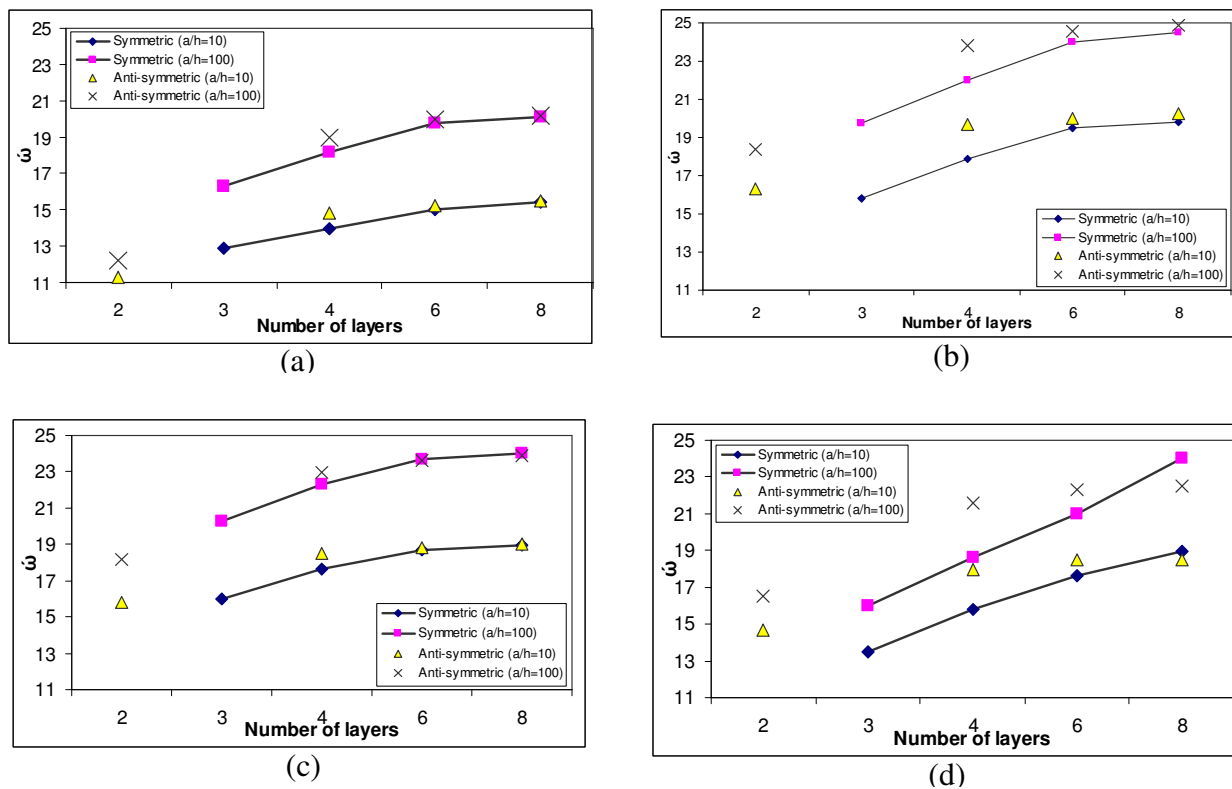 25
23
21
19
17
15
13
11
ώ
Symmetric (a/h=10)
Symmetric (a/h=100)
Anti-symmetric (a/h=10)
Anti-symmetric (a/h=100)
2 3 4 6 8
Number of layers
(a)
25
23
21
19
17
15
13
11
ώ
Symmetric (a/h=10)
Symmetric (a/h=100)
Anti-symmetric (a/h=10)
Anti-symmetric (a/h=100)
2 3 4 6 8
Number of layers
(b)
25
23
21
19
17
15
13
11
ώ
Symmetric (a/h=10)
Symmetric (a/h=100)
Anti-symmetric (a/h=10)
Anti-symmetric (a/h=100)
2 3 4 6 8
Number of layers
(c)
25
23
21
19
17
15
13
11
ώ
Symmetric (a/h=10)
Symmetric (a/h=100)
Anti-symmetric (a/h=10)
Anti-symmetric (a/h=100)
2 3 4 6 8
Number of layers
(d)